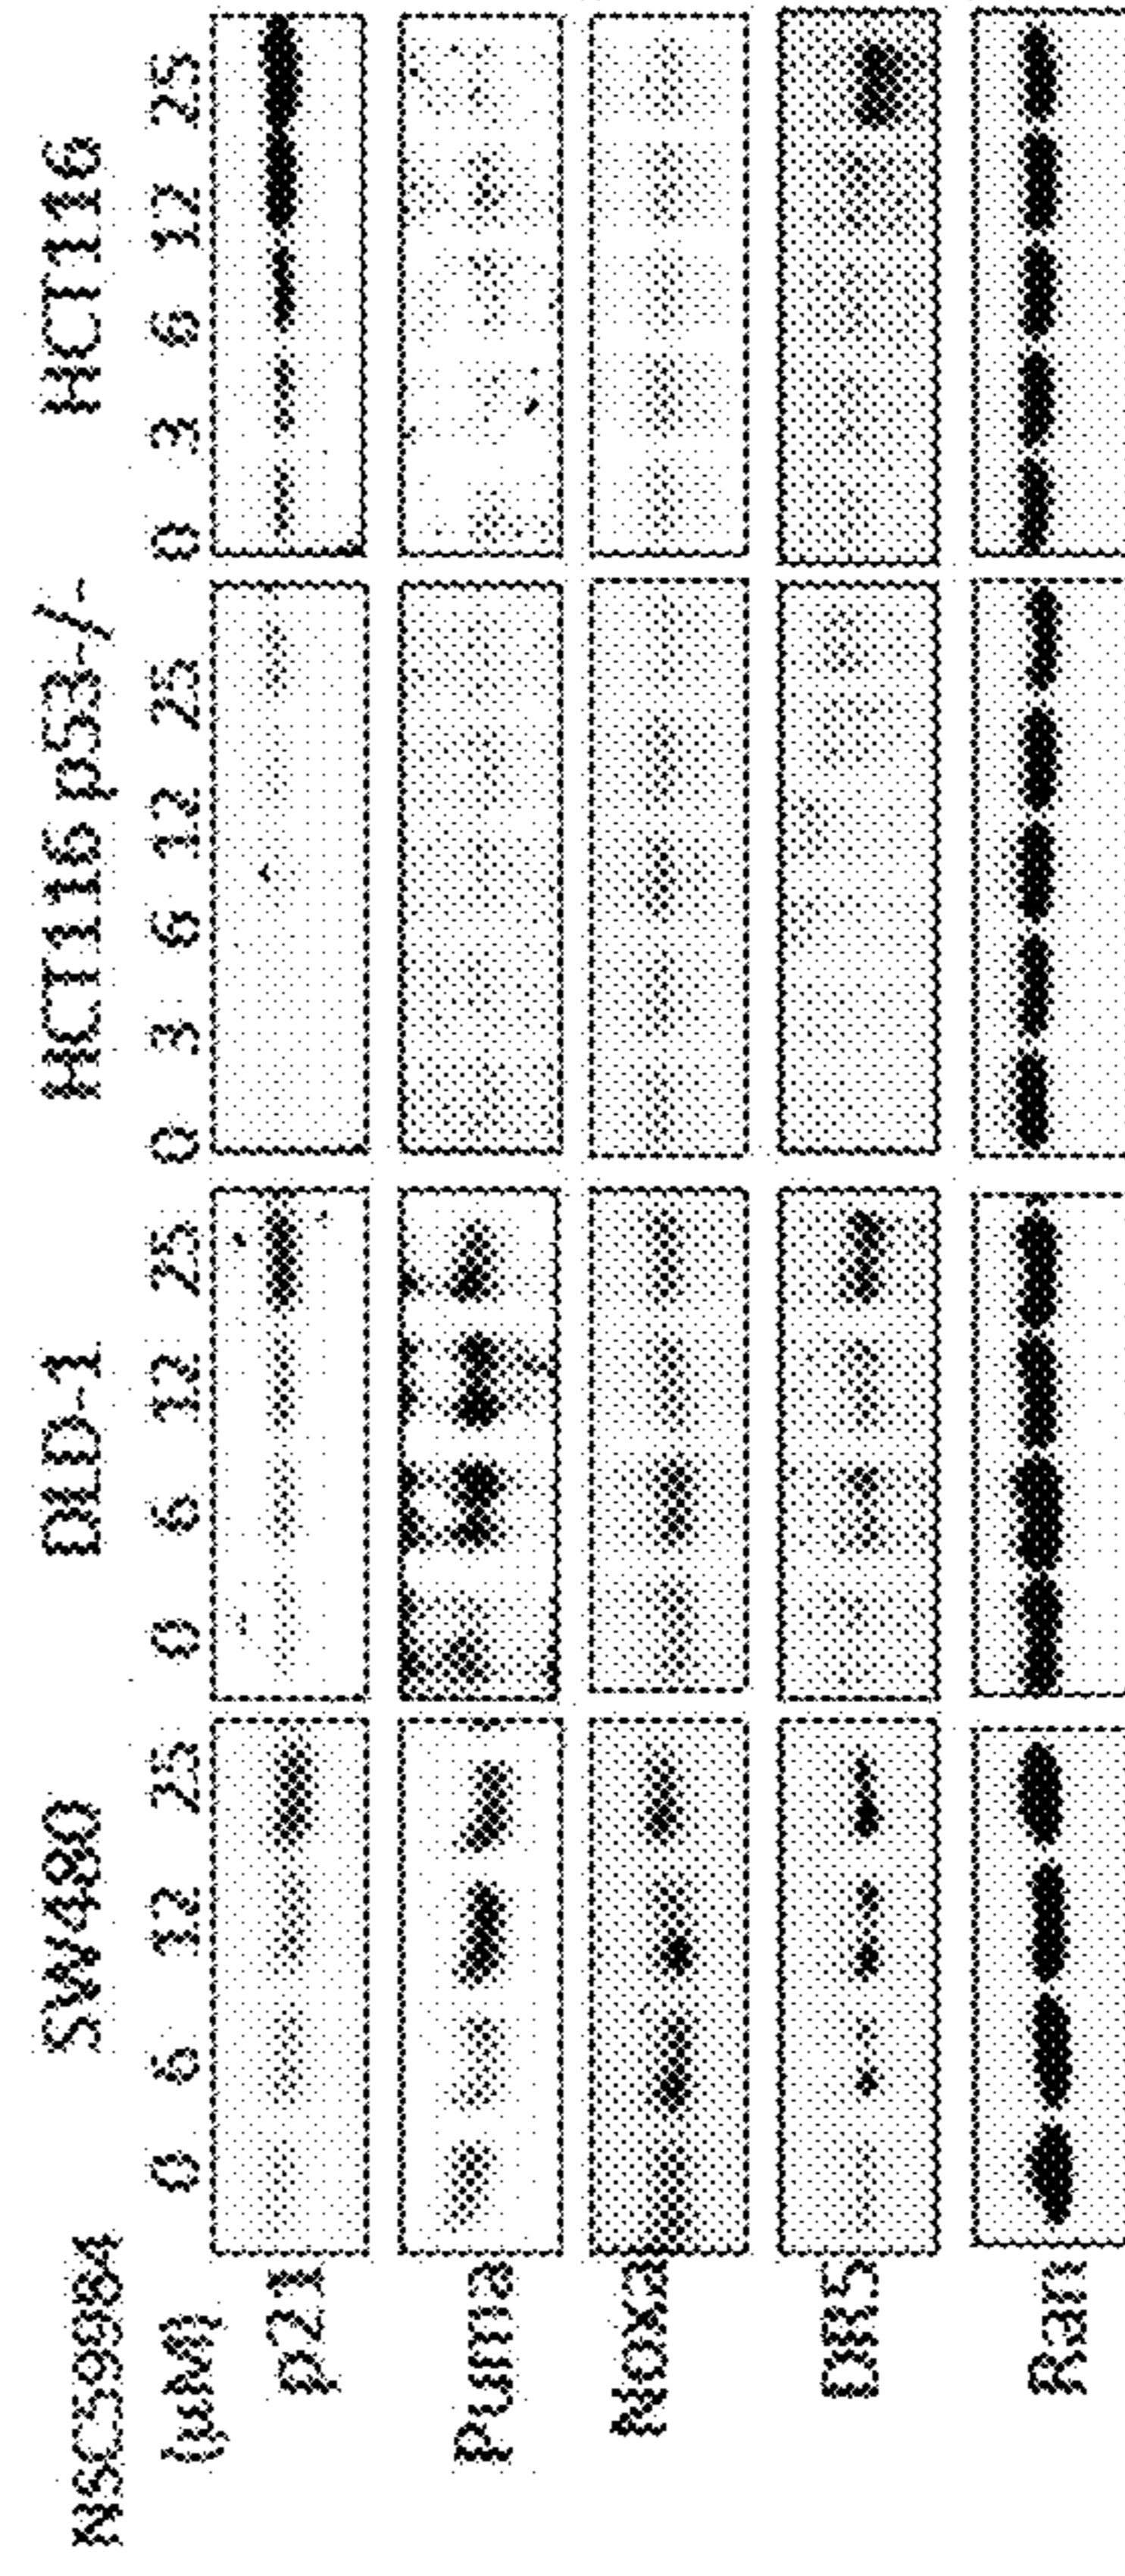 SW480 DLD-1 HCT116 p53-/- HCT116
NSC59984
(μM) 0 6 12 25 0 6 12 25 0 3 6 12 25 0 3 6 12 25
p21
Puma
Noxa
DR5
Ran